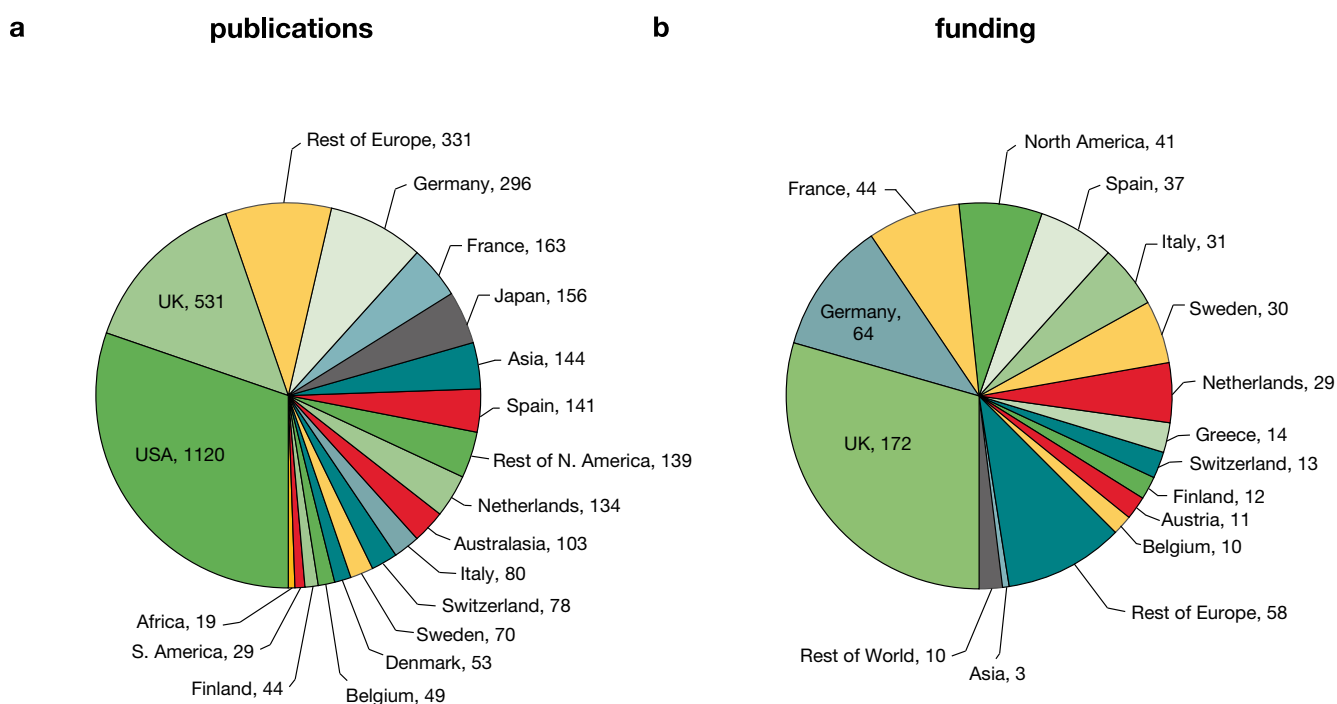 a
publications
Rest of Europe, 331
Germany, 296
France, 163
Japan, 156
Asia, 144
Spain, 141
Rest of N. America, 139
Netherlands, 134
Australasia, 103
Italy, 80
Switzerland, 78
Sweden, 70
Denmark, 53
Belgium, 49
Finland, 44
S. America, 29
Africa, 19
USA, 1120
UK, 531
b
funding
North America, 41
Spain, 37
Italy, 31
Sweden, 30
Netherlands, 29
Greece, 14
Switzerland, 13
Finland, 12
Austria, 11
Belgium, 10
Rest of Europe, 58
Asia, 3
Rest of World, 10
UK, 172
Germany,
64
France, 44